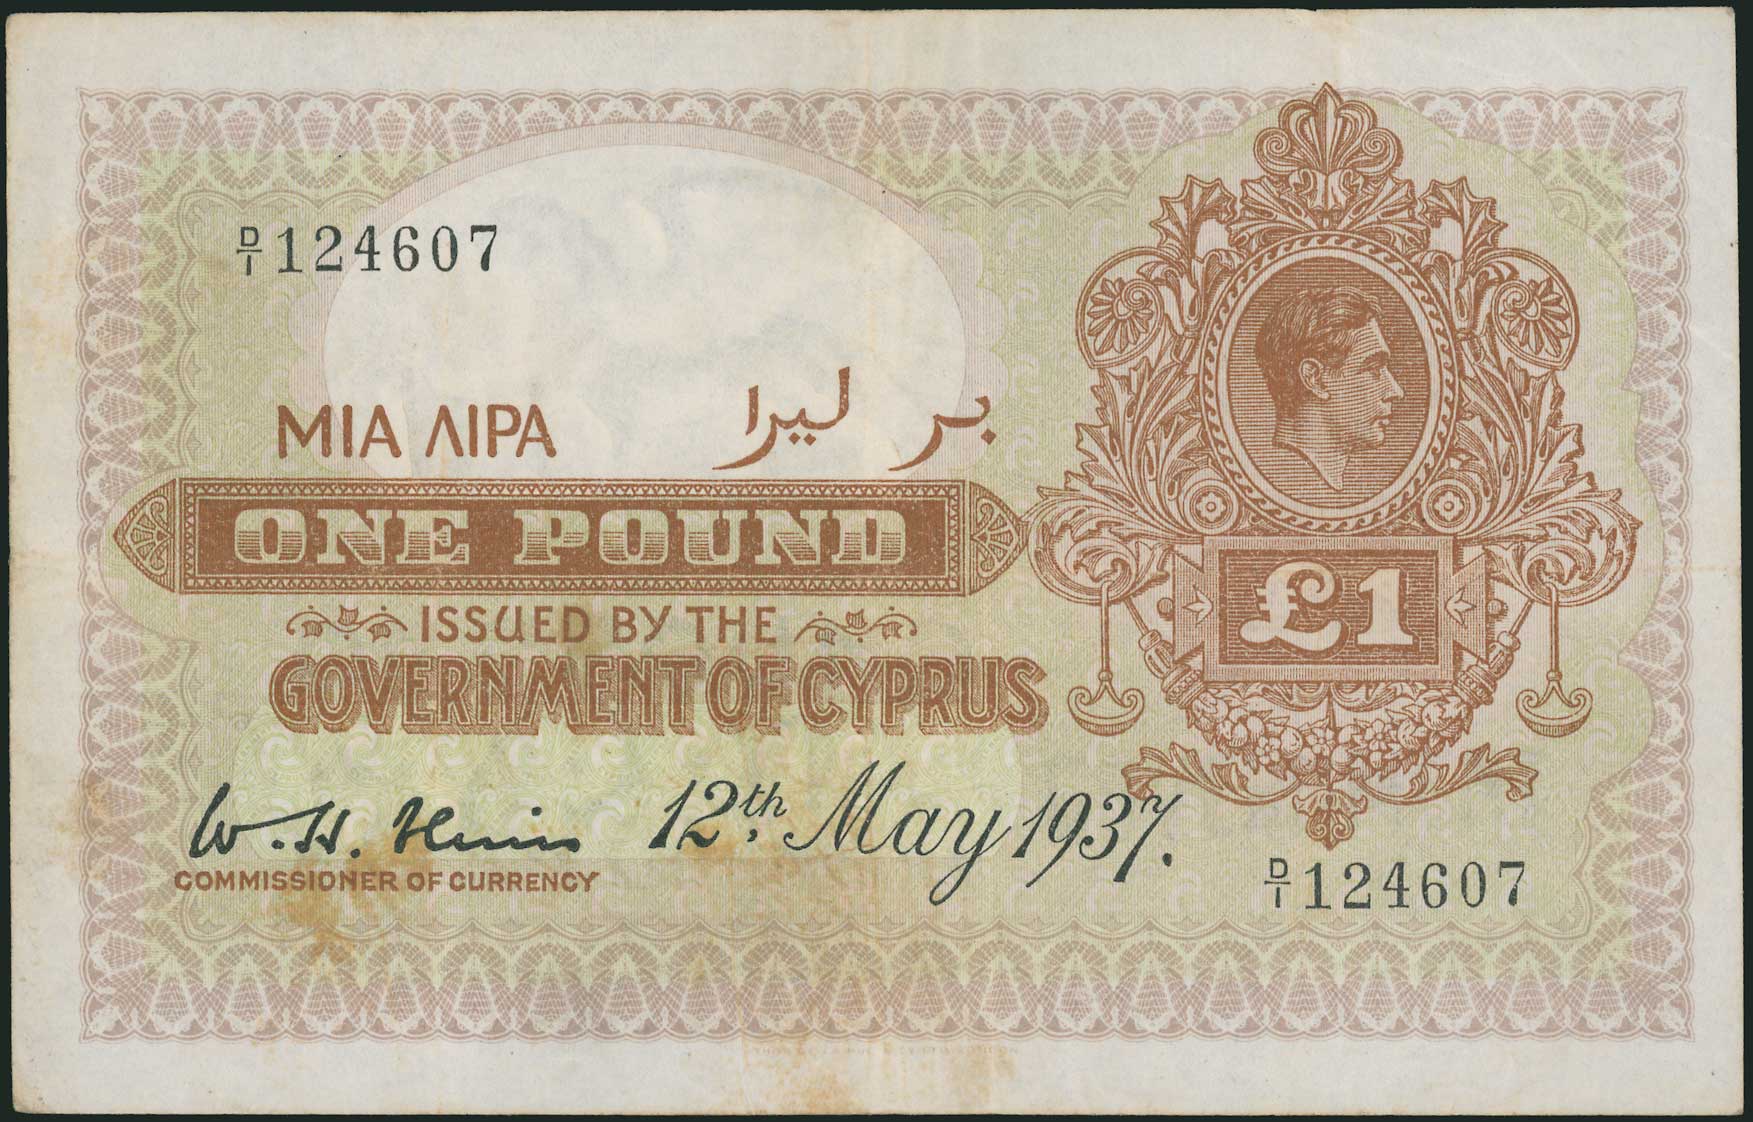 D/1 124607
ΜΙΑ ΛΙΡΑ بر ليرا
ONE POUND
£1
ISSUED BY THE
GOVERNMENT OF CYPRUS
12th. May 1937.
COMMISSIONER OF CURRENCY
D/1 124607